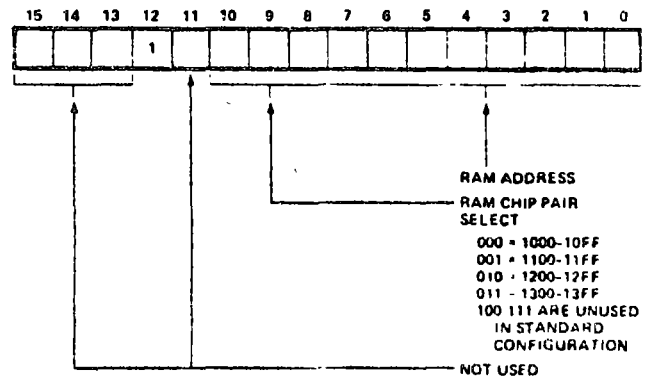 15 14 13 12 11 10 9 8 7 6 5 4 3 2 1 0
1
RAM ADDRESS
RAM CHIP PAIR
SELECT
000 = 1000-10FF
001 = 1100-11FF
010 = 1200-12FF
011 - 1300-13FF
100 111 ARE UNUSED
IN STANDARD
CONFIGURATION
NOT USED